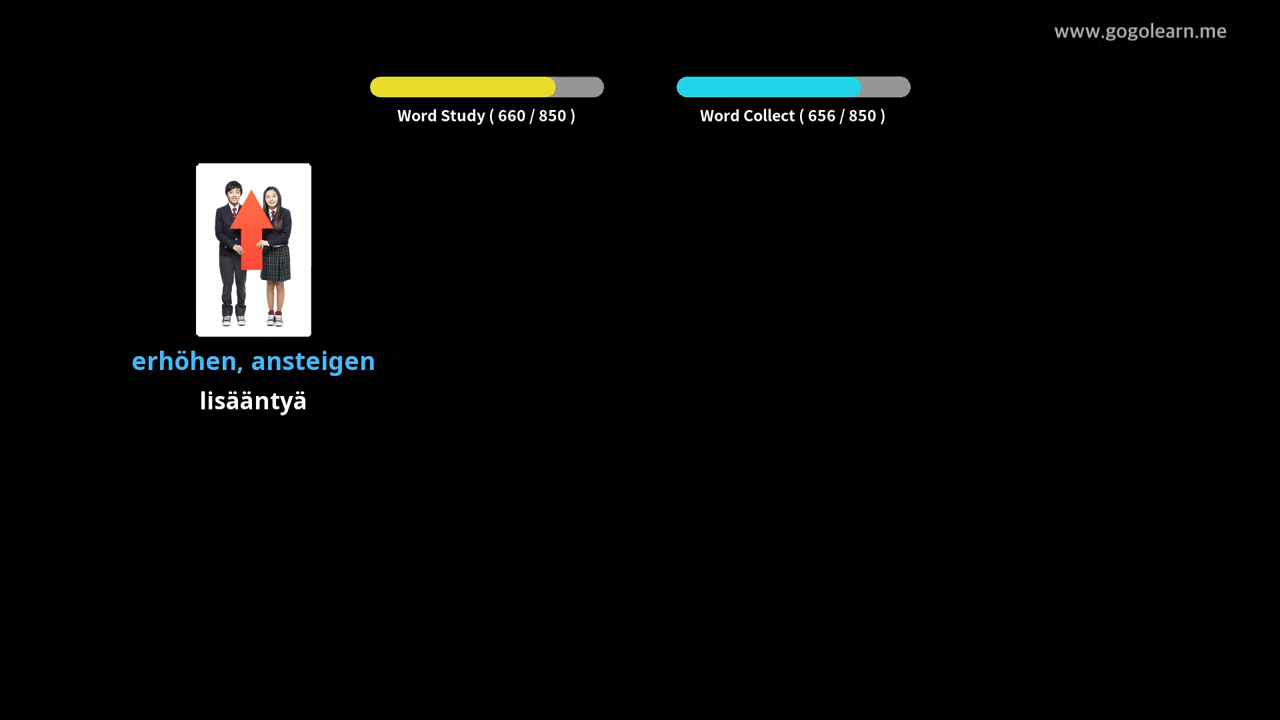 www.gogolearn.me
Word Study ( 660 / 850 )
Word Collect ( 656 / 850 )
erhöhen, ansteigen
lisääntyä